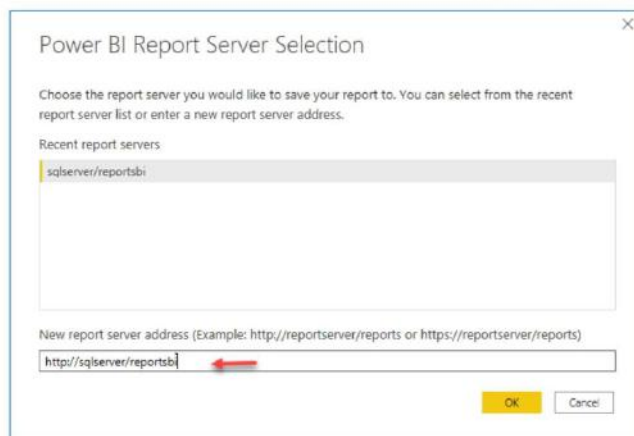 Power BI Report Server Selection
Choose the report server you would like to save your report to. You can select from the recent
report server list or enter a new report server address.
Recent report servers
sqlserver/reportsbi
New report server address (Example: http://reportserver/reports or https://reportserver/reports)
http://sqlserver/reportsbi
OK Cancel